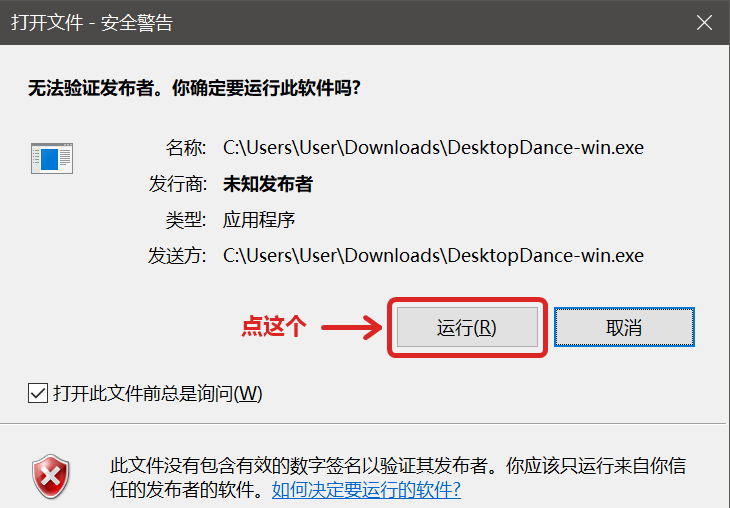 打开文件 - 安全警告
无法验证发布者。你确定要运行此软件吗?
名称: C:\Users\User\Downloads\DesktopDance-win.exe
发行商: 未知发布者
类型: 应用程序
发送方: C:\Users\User\Downloads\DesktopDance-win.exe
点这个 运行(R) 取消
打开此文件前总是询问(W)
此文件没有包含有效的数字签名以验证其发布者。你应该只运行来自你信
任的发布者的软件。如何决定要运行的软件?